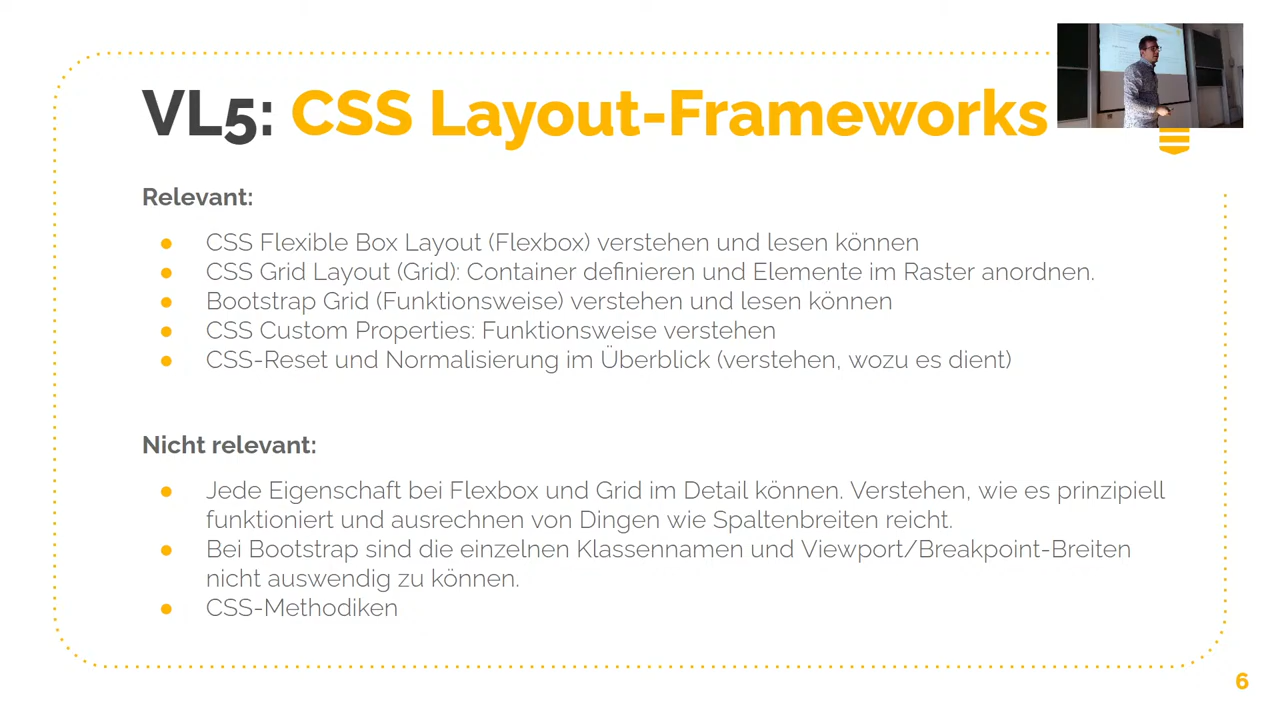 VL5: CSS Layout-Frameworks
Relevant:
● CSS Flexible Box Layout (Flexbox) verstehen und lesen können
● CSS Grid Layout (Grid): Container definieren und Elemente im Raster anordnen.
● Bootstrap Grid (Funktionsweise) verstehen und lesen können
● CSS Custom Properties: Funktionsweise verstehen
● CSS-Reset und Normalisierung im Überblick (verstehen, wozu es dient)
Nicht relevant:
● Jede Eigenschaft bei Flexbox und Grid im Detail können. Verstehen, wie es prinzipiell
funktioniert und ausrechnen von Dingen wie Spaltenbreiten reicht.
● Bei Bootstrap sind die einzelnen Klassennamen und Viewport/Breakpoint-Breiten
nicht auswendig zu können.
● CSS-Methodiken
6